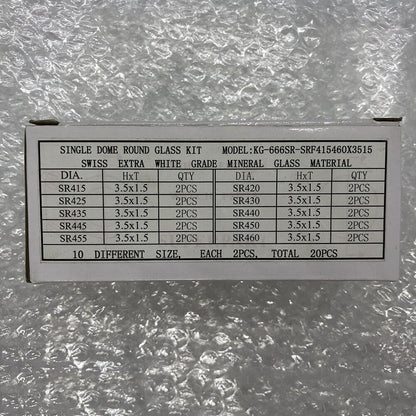 SINGLE DOME ROUND GLASS KIT MODEL:KG-666SR-SRF415460X3515
SWISS EXTRA WHITE GRADE MINERAL GLASS MATERIAL
DIA. HxT QTY DIA. HxT QTY
SR415 3.5x1.5 2PCS SR420 3.5x1.5 2PCS
SR425 3.5x1.5 2PCS SR430 3.5x1.5 2PCS
SR435 3.5x1.5 2PCS SR440 3.5x1.5 2PCS
SR445 3.5x1.5 2PCS SR450 3.5x1.5 2PCS
SR455 3.5x1.5 2PCS SR460 3.5x1.5 2PCS
10 DIFFERENT SIZE, EACH 2PCS, TOTAL 20PCS